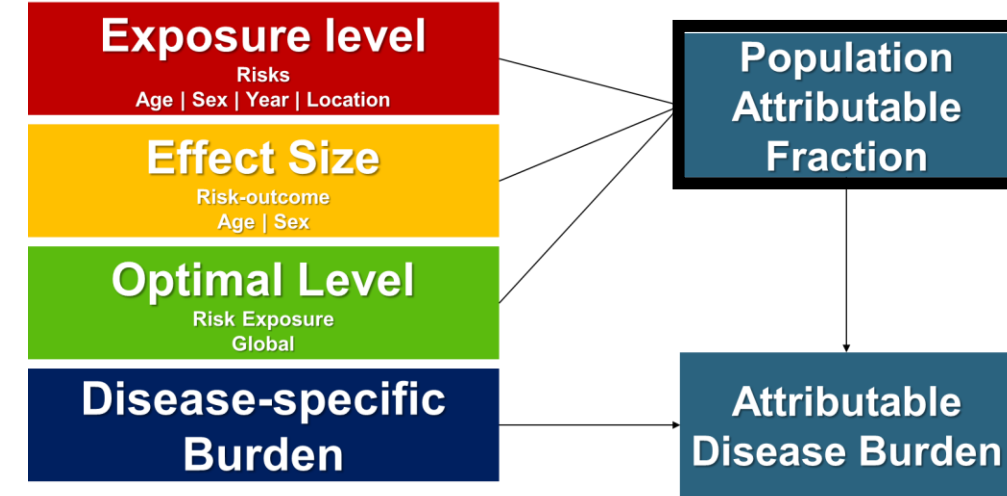 Exposure level
Risks
Age | Sex | Year | Location
Effect Size
Risk-outcome
Age | Sex
Optimal Level
Risk Exposure
Global
Disease-specific
Burden
Population
Attributable
Fraction
Attributable
Disease Burden